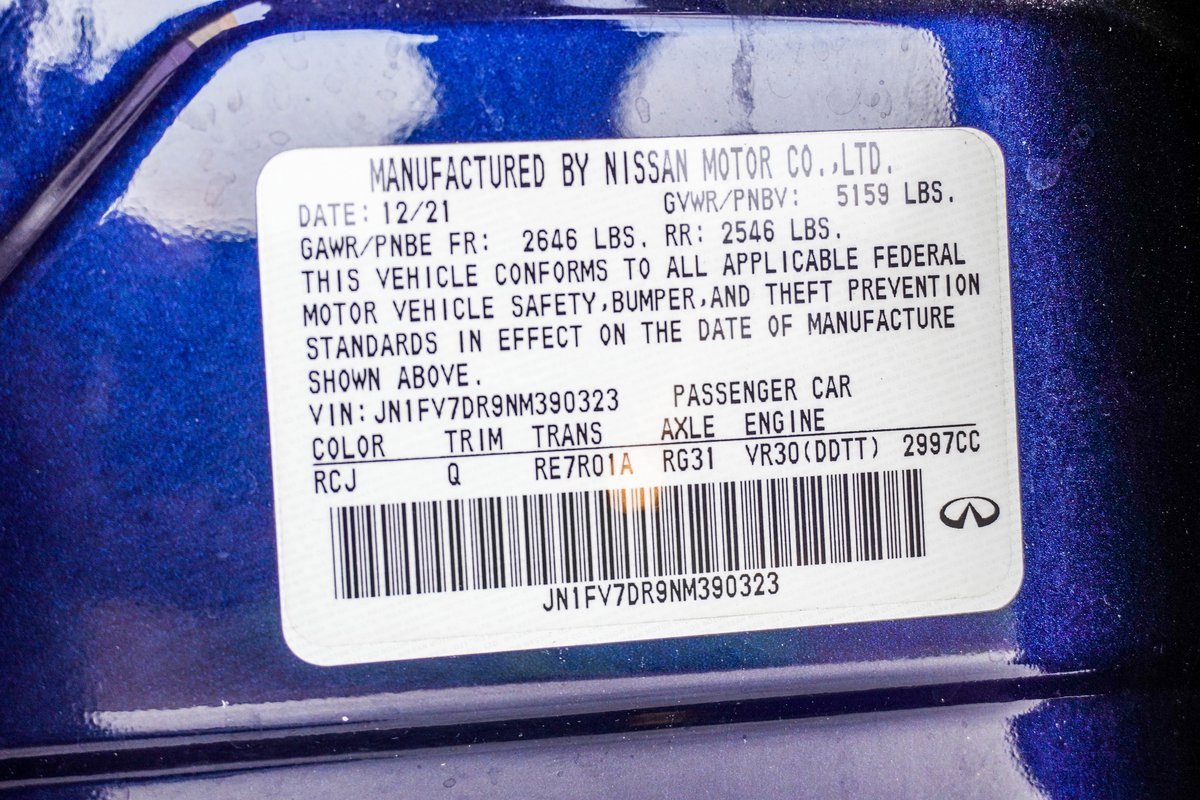 MANUFACTURED BY NISSAN MOTOR CO.,LTD.
DATE: 12/21 GVWR/PNBV: 5159 LBS.
GAWR/PNBE FR: 2646 LBS. RR: 2546 LBS.
THIS VEHICLE CONFORMS TO ALL APPLICABLE FEDERAL
MOTOR VEHICLE SAFETY,BUMPER,AND THEFT PREVENTION
STANDARDS IN EFFECT ON THE DATE OF MANUFACTURE
SHOWN ABOVE.
VIN:JN1FV7DR9NM390323 PASSENGER CAR
COLOR TRIM TRANS AXLE ENGINE
RCJ Q RE7R01A RG31 VR30(DDTT) 2997CC
JN1FV7DR9NM390323